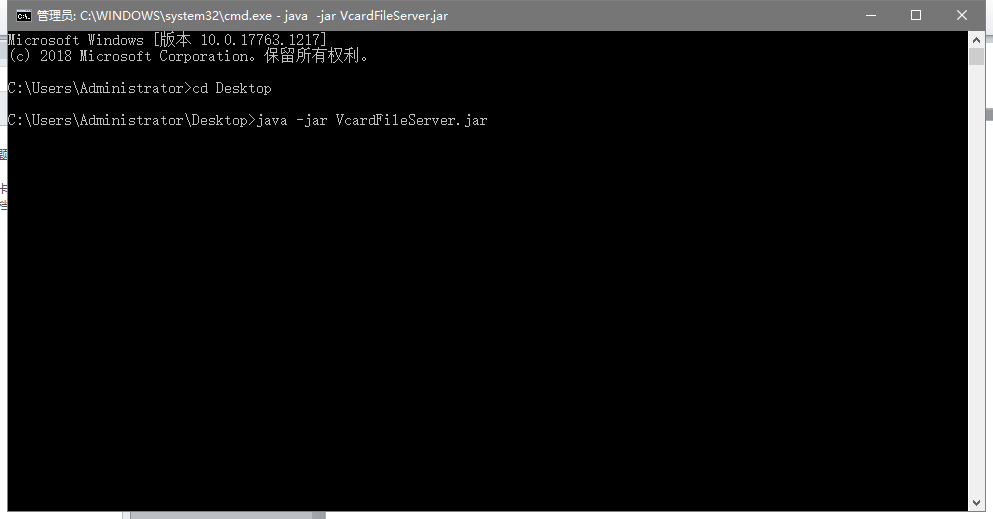 管理员: C:\WINDOWS\system32\cmd.exe - java  -jar VcardFileServer.jar
Microsoft Windows [版本 10.0.17763.1217]
(c) 2018 Microsoft Corporation。保留所有权利。
C:\Users\Administrator>cd Desktop
C:\Users\Administrator\Desktop>java -jar VcardFileServer.jar